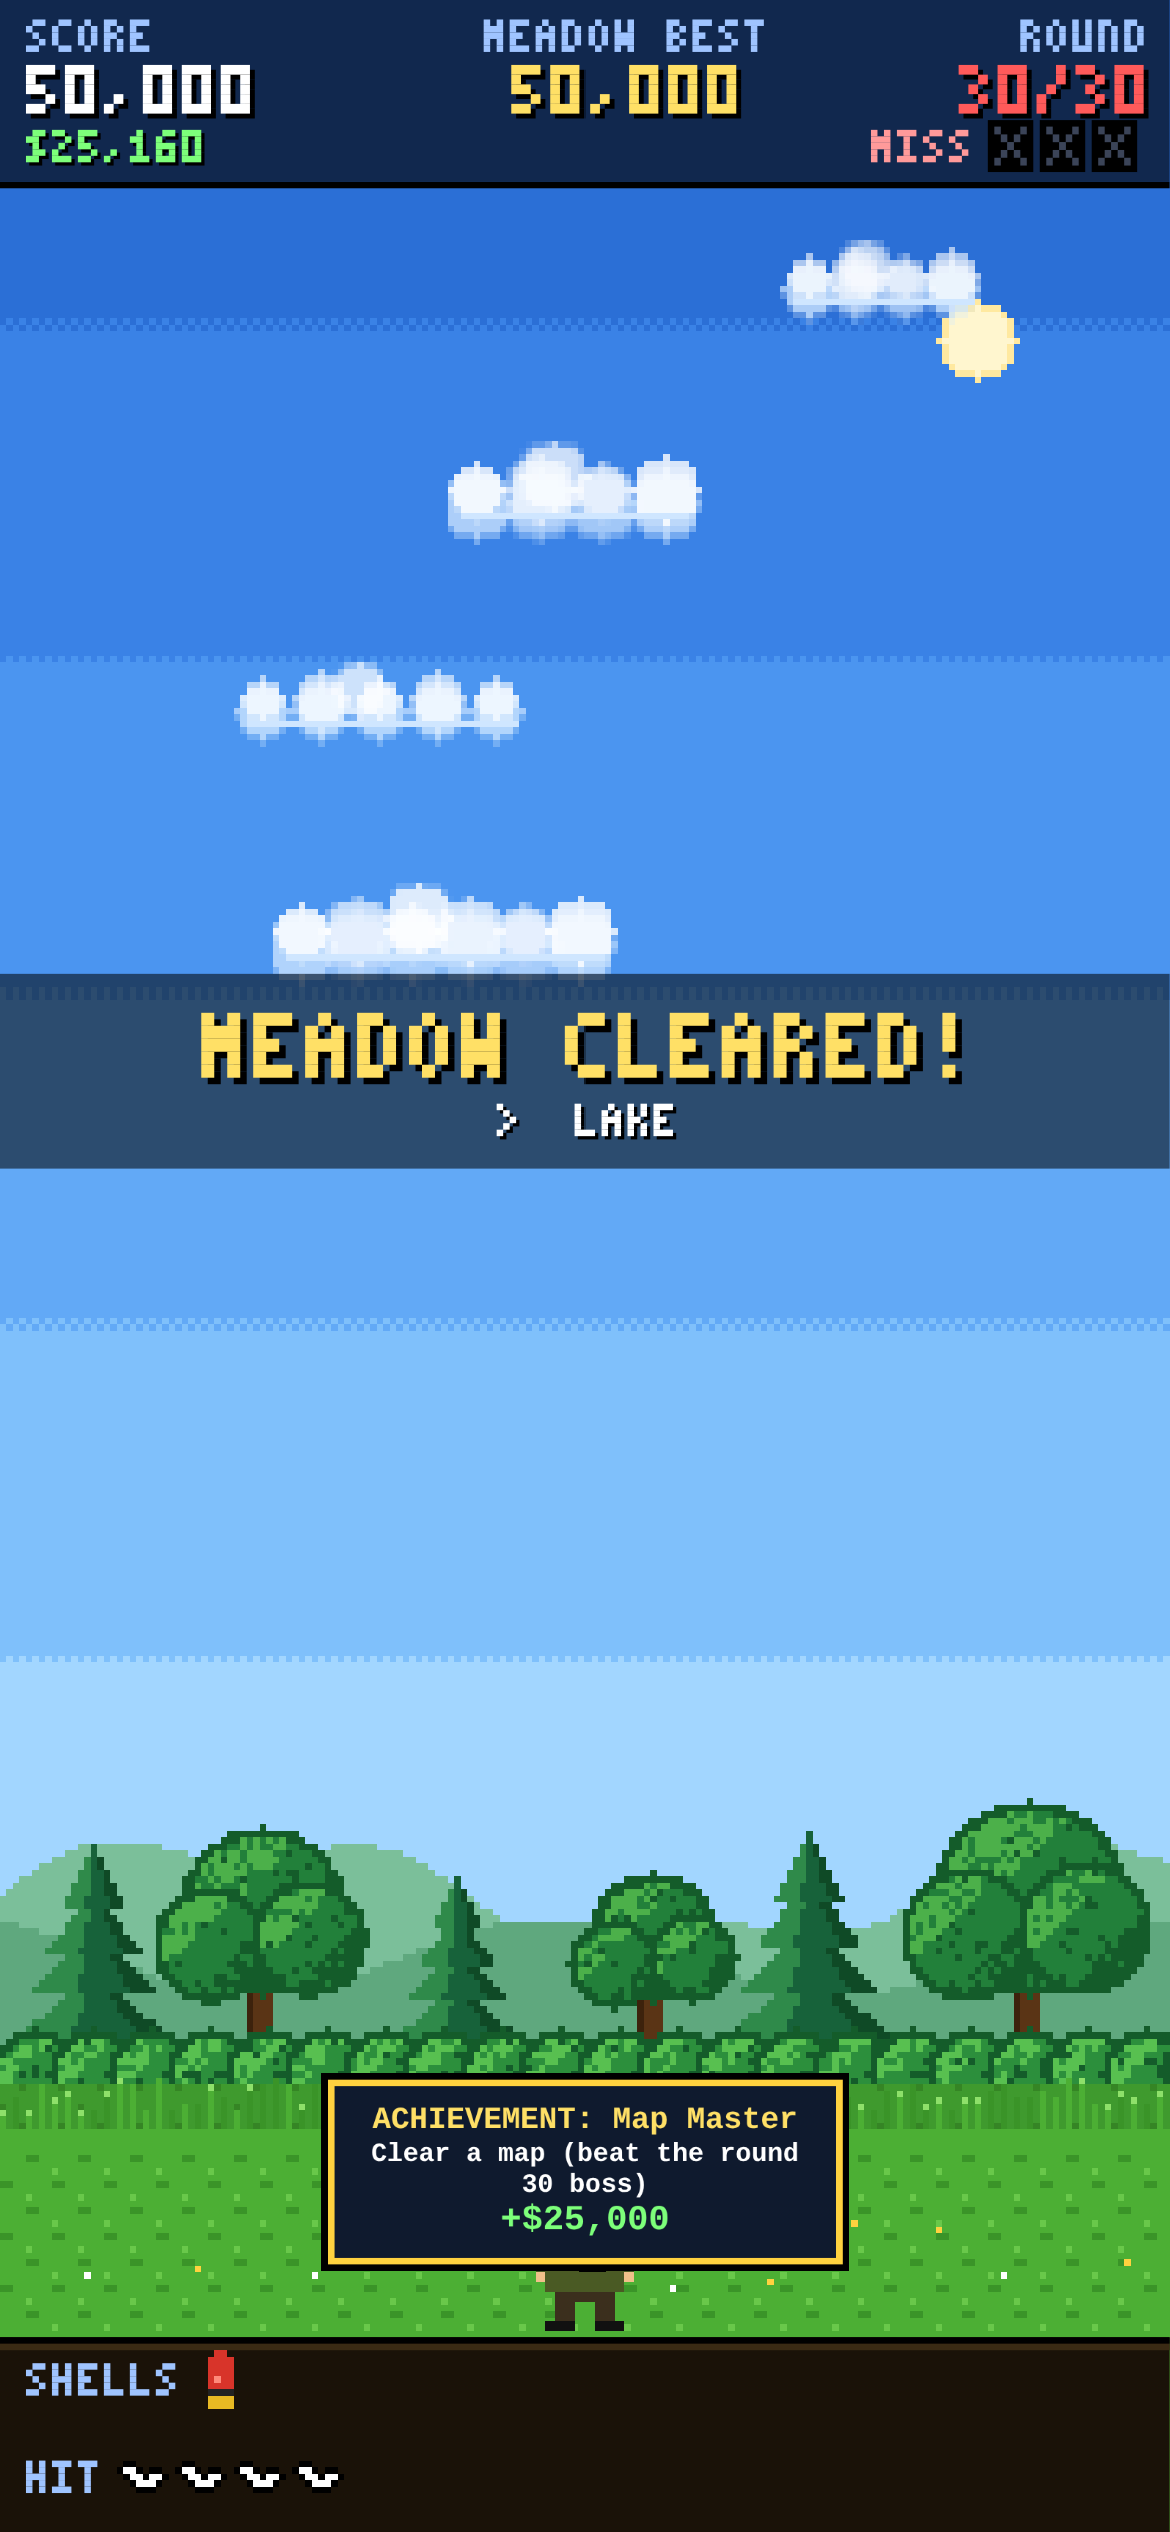 SCORE
MEADOW BEST
ROUND
50,000
50,000
30/30
$25,160
MISS
MEADOW CLEARED!
> LAKE
ACHIEVEMENT: Map Master
Clear a map (beat the round
30 boss)
+$25,000
SHELLS
HIT